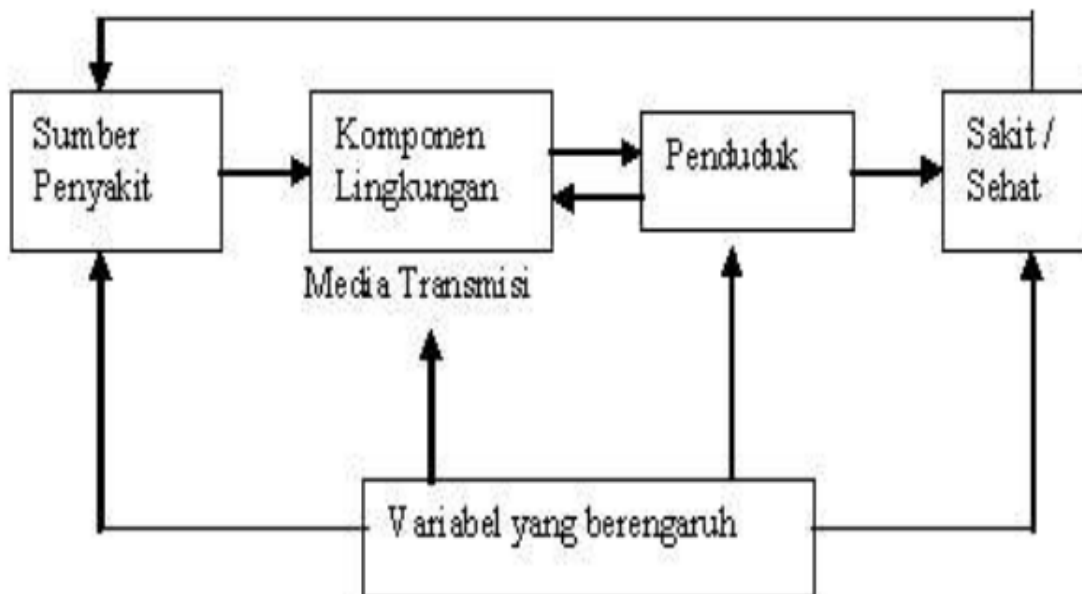 Sumber
Penyakit
Komponen
Lingkungan
Penduduk
Sakit /
Sehat
Media Transmisi
Variabel yang berengaruh